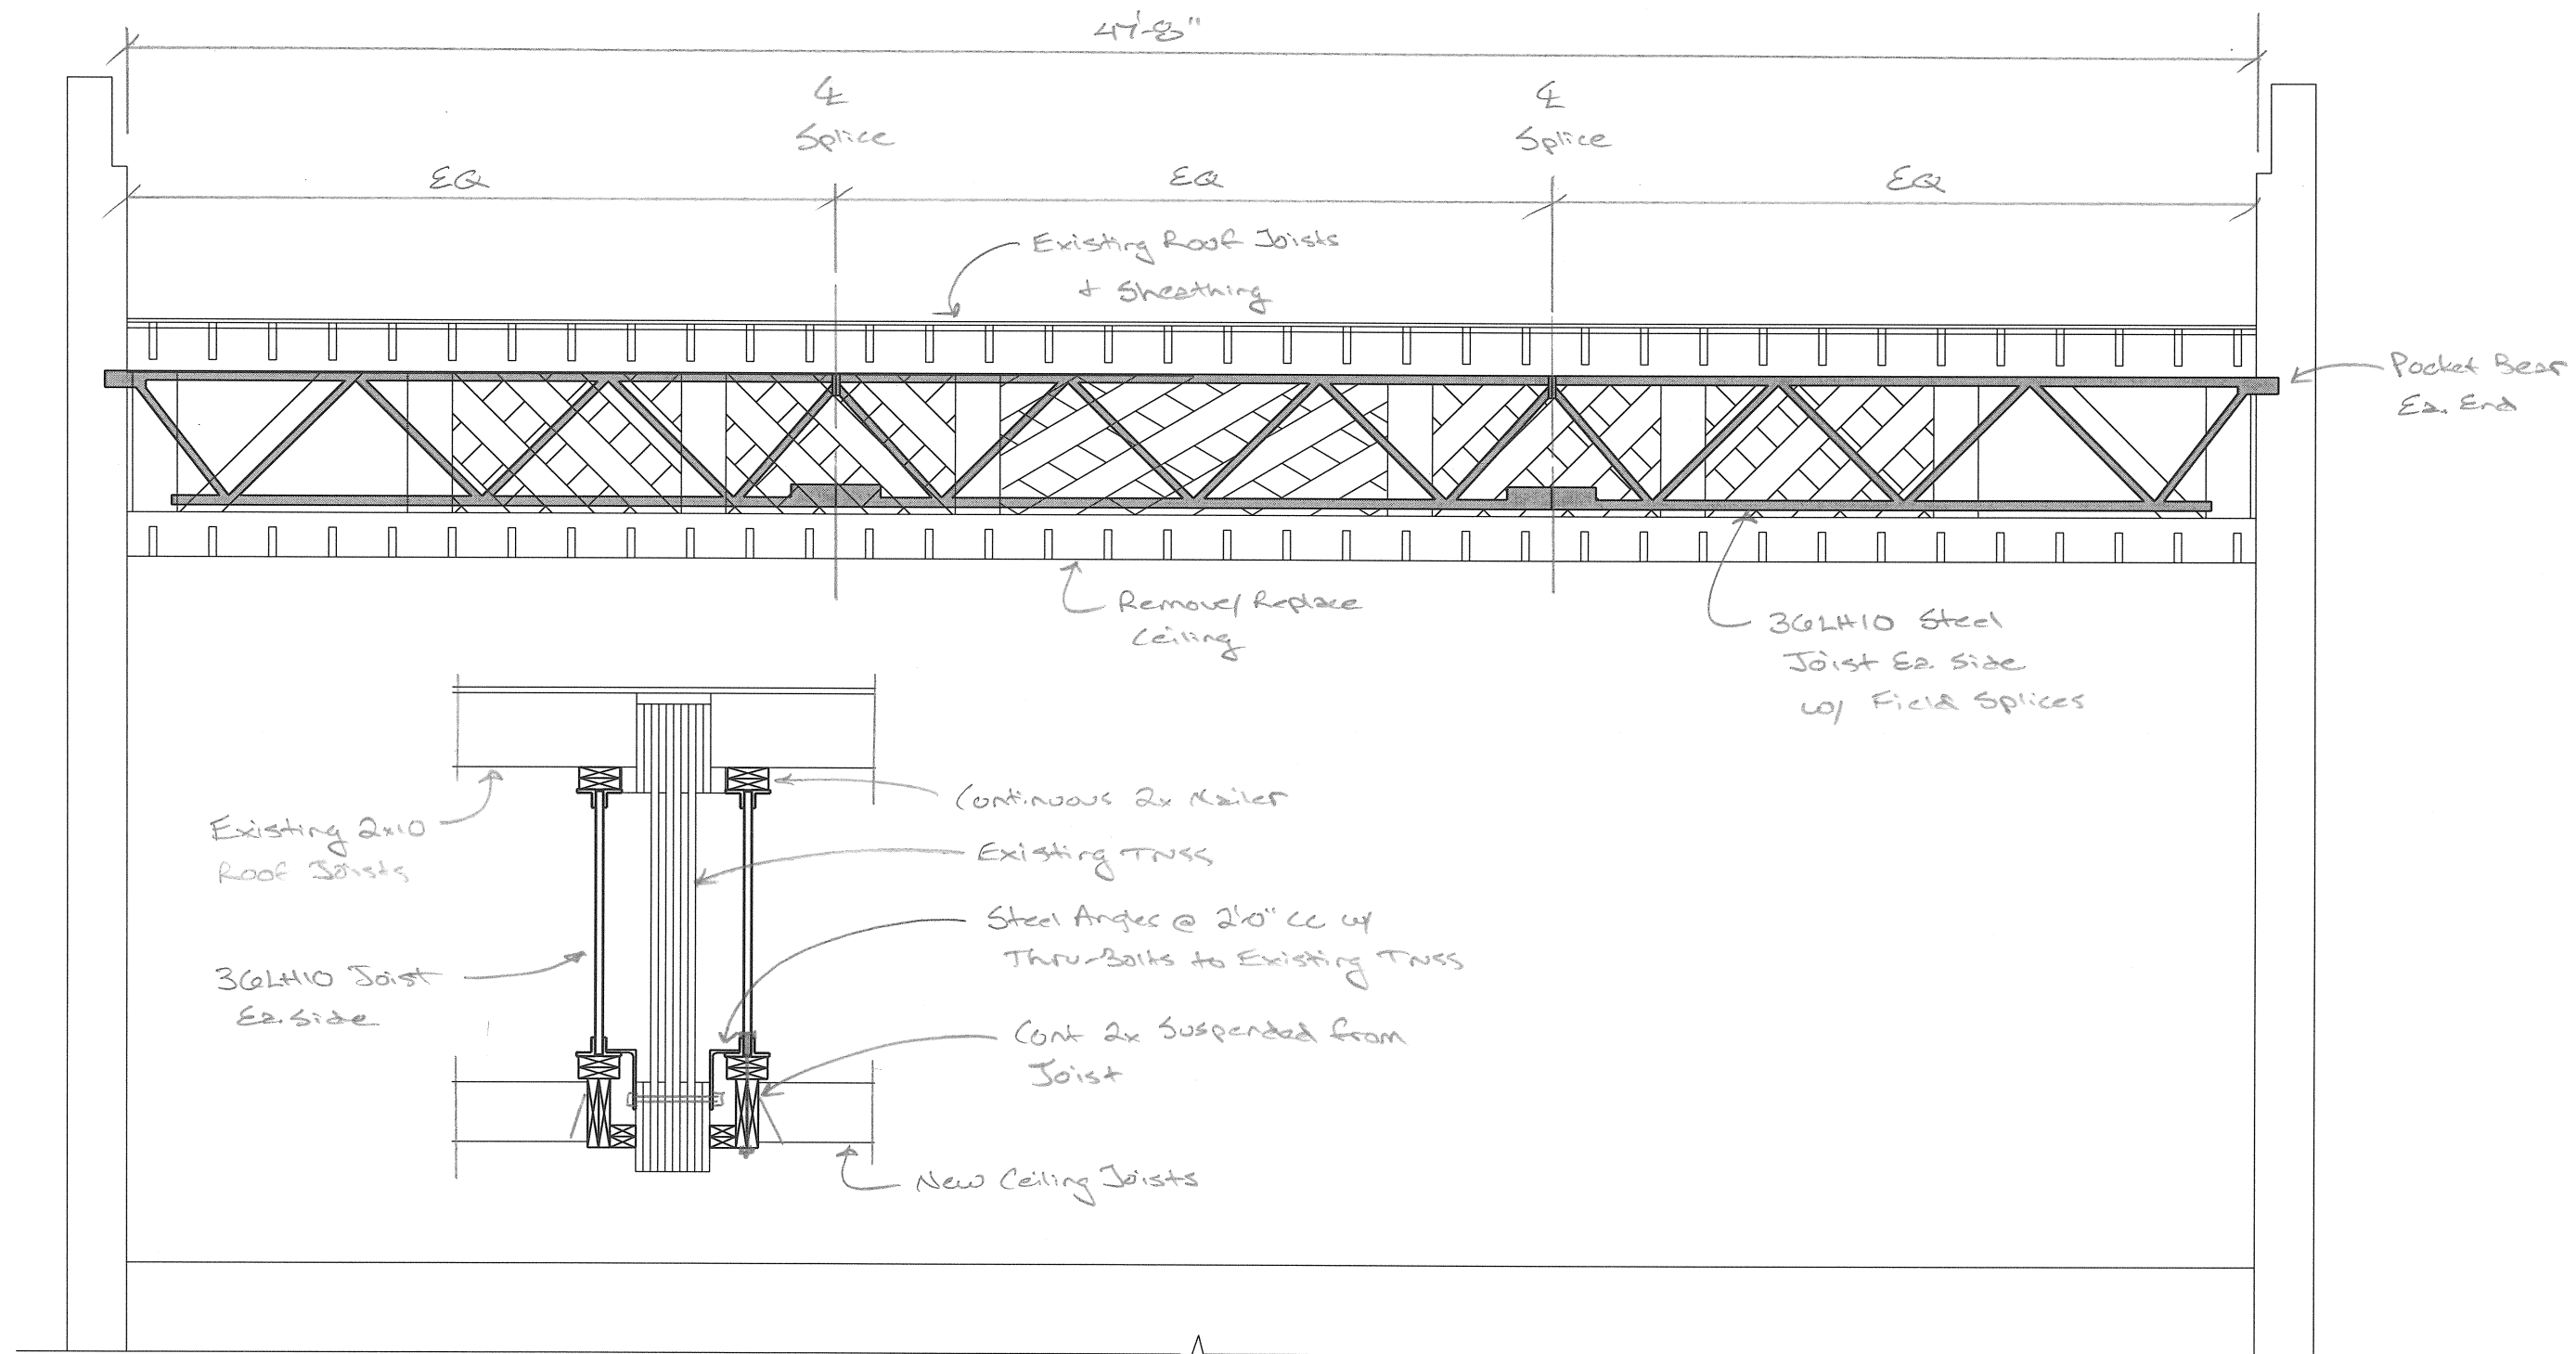 47'-8"
℄
Splice
℄
Splice
EQ
EQ
EQ
Existing Roof Joists
+ Sheathing
Pocket Bear
Ea. End
Remove/Replace
Ceiling
36LH10 Steel
Joist Ea. Side
w/ Field Splices
Continuous 2x Nailer
Existing 2x10
Roof Joists
Existing Truss
Steel Angles @ 2'0" CC w/
Thru-Bolts to Existing Truss
36LH10 Joist
Ea. Side
Cont 2x Suspended from
Joist
New Ceiling Joists